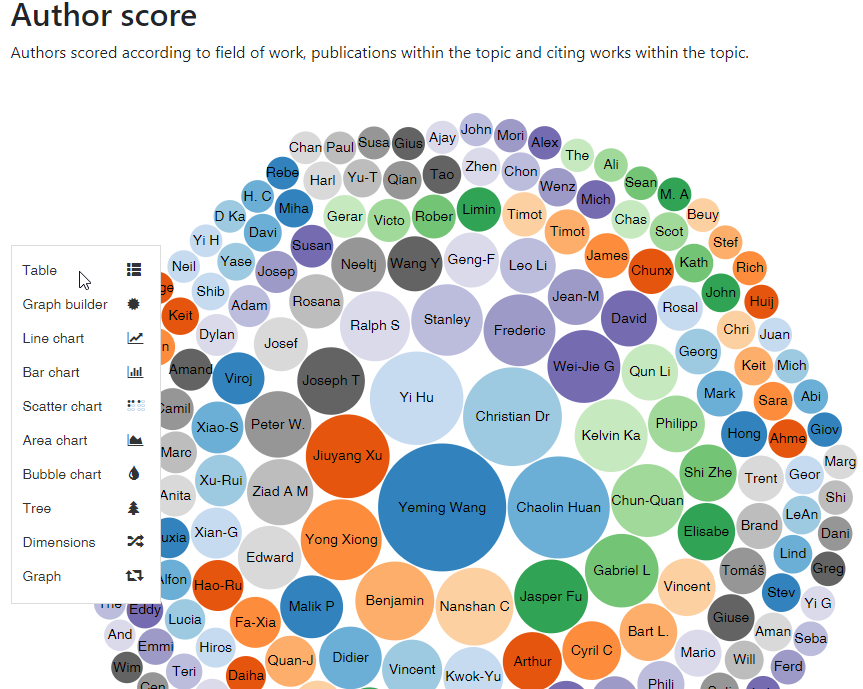 Author score
Authors scored according to field of work, publications within the topic and citing works within the topic.
Chan Paul Susa Gius Ajay John Mori Alex The Ali
Rebe Harl Yu-T Qian Tao Zhen Chon Wenz Mich Sean M. A
H. C Miha Gerar Victo Rober Limin Timot Timot Chas Scot Beuy
D Ka Davi Susan Neeltj Wang Y Geng-F Leo Li James Chunx Kath Stef Rich
Yi H Yase Josep Rosana Jean-M David Rosal John Huij
Neil Shib Adam Ralph S Stanley Frederic Chri Juan
Keit Dylan Josef Wei-Jie G Qun Li Georg Keit Mich
Amand Viroj Joseph T Yi Hu Christian Dr Mark Sara Abi
Camil Xiao-S Peter W. Kelvin Ka Philipp Hong Ahme Giov
Marc Jiuyang Xu Marg
Anita Xu-Rui Ziad A M Yeming Wang Chaolin Huan Chun-Quan Shi Zhe Trent Geor Shi
uxia Xian-G Yong Xiong Elisabe Brand LeAn Dani
Edward Gabriel L Tomáš Lind Greg
lfon Hao-Ru Malik P Benjamin Nanshan C Jasper Fu Vincent Stev Yi G
The Eddy Lucia Fa-Xia Bart L. Giuse Aman Seba
And Emmi Hiros Quan-J Didier Vincent Kwok-Yu Arthur Cyril C Mario Will Ferd
Wim Teri Daiha Phili
Cen
Table
Graph builder
Line chart
Bar chart
Scatter chart
Area chart
Bubble chart
Tree
Dimensions
Graph